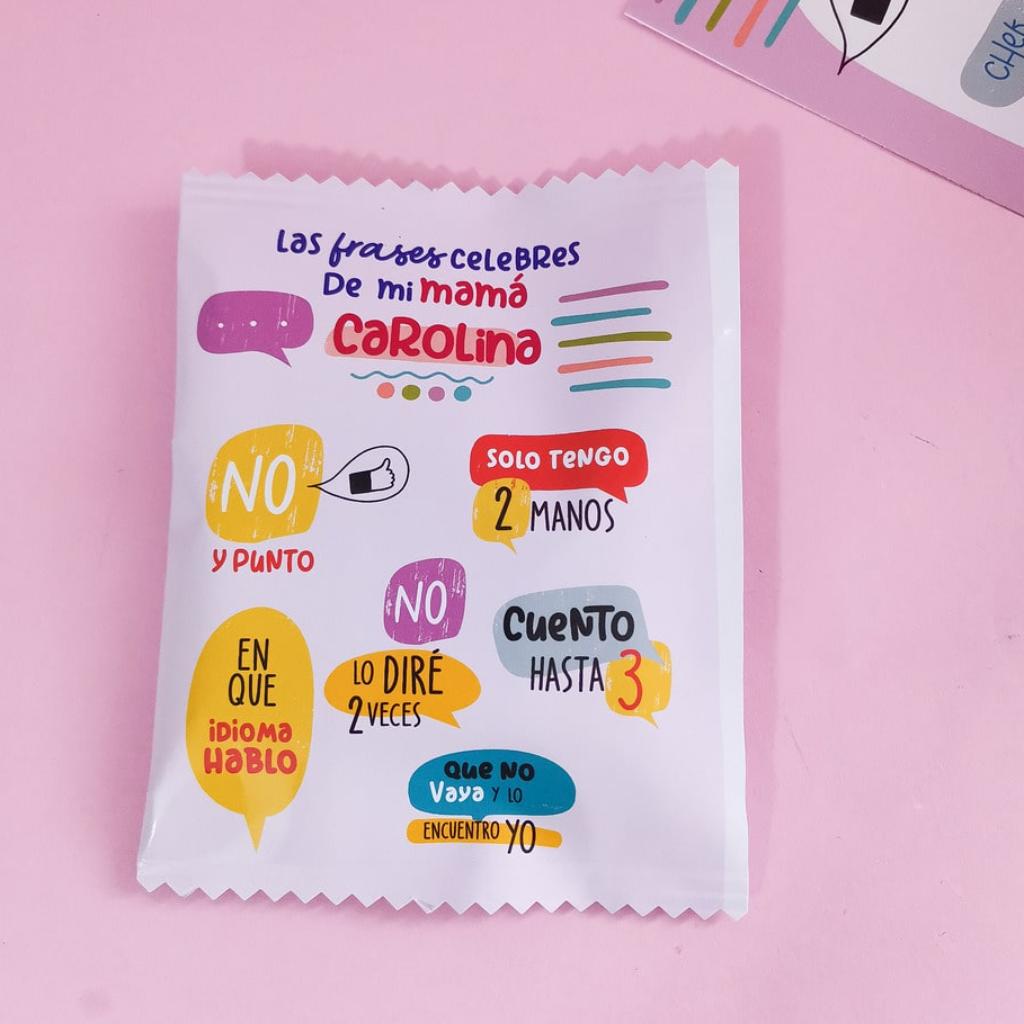 Las frases celebres
De mi mamá
Carolina
NO
Y PUNTO
SOLO TENGO
2 MANOS
NO
LO DIRÉ
2 VECES
CUENTO
HASTA 3
EN
QUE
iDioMa
HaBLO
Que NO
Vaya Y LO
ENCUENTRO YO